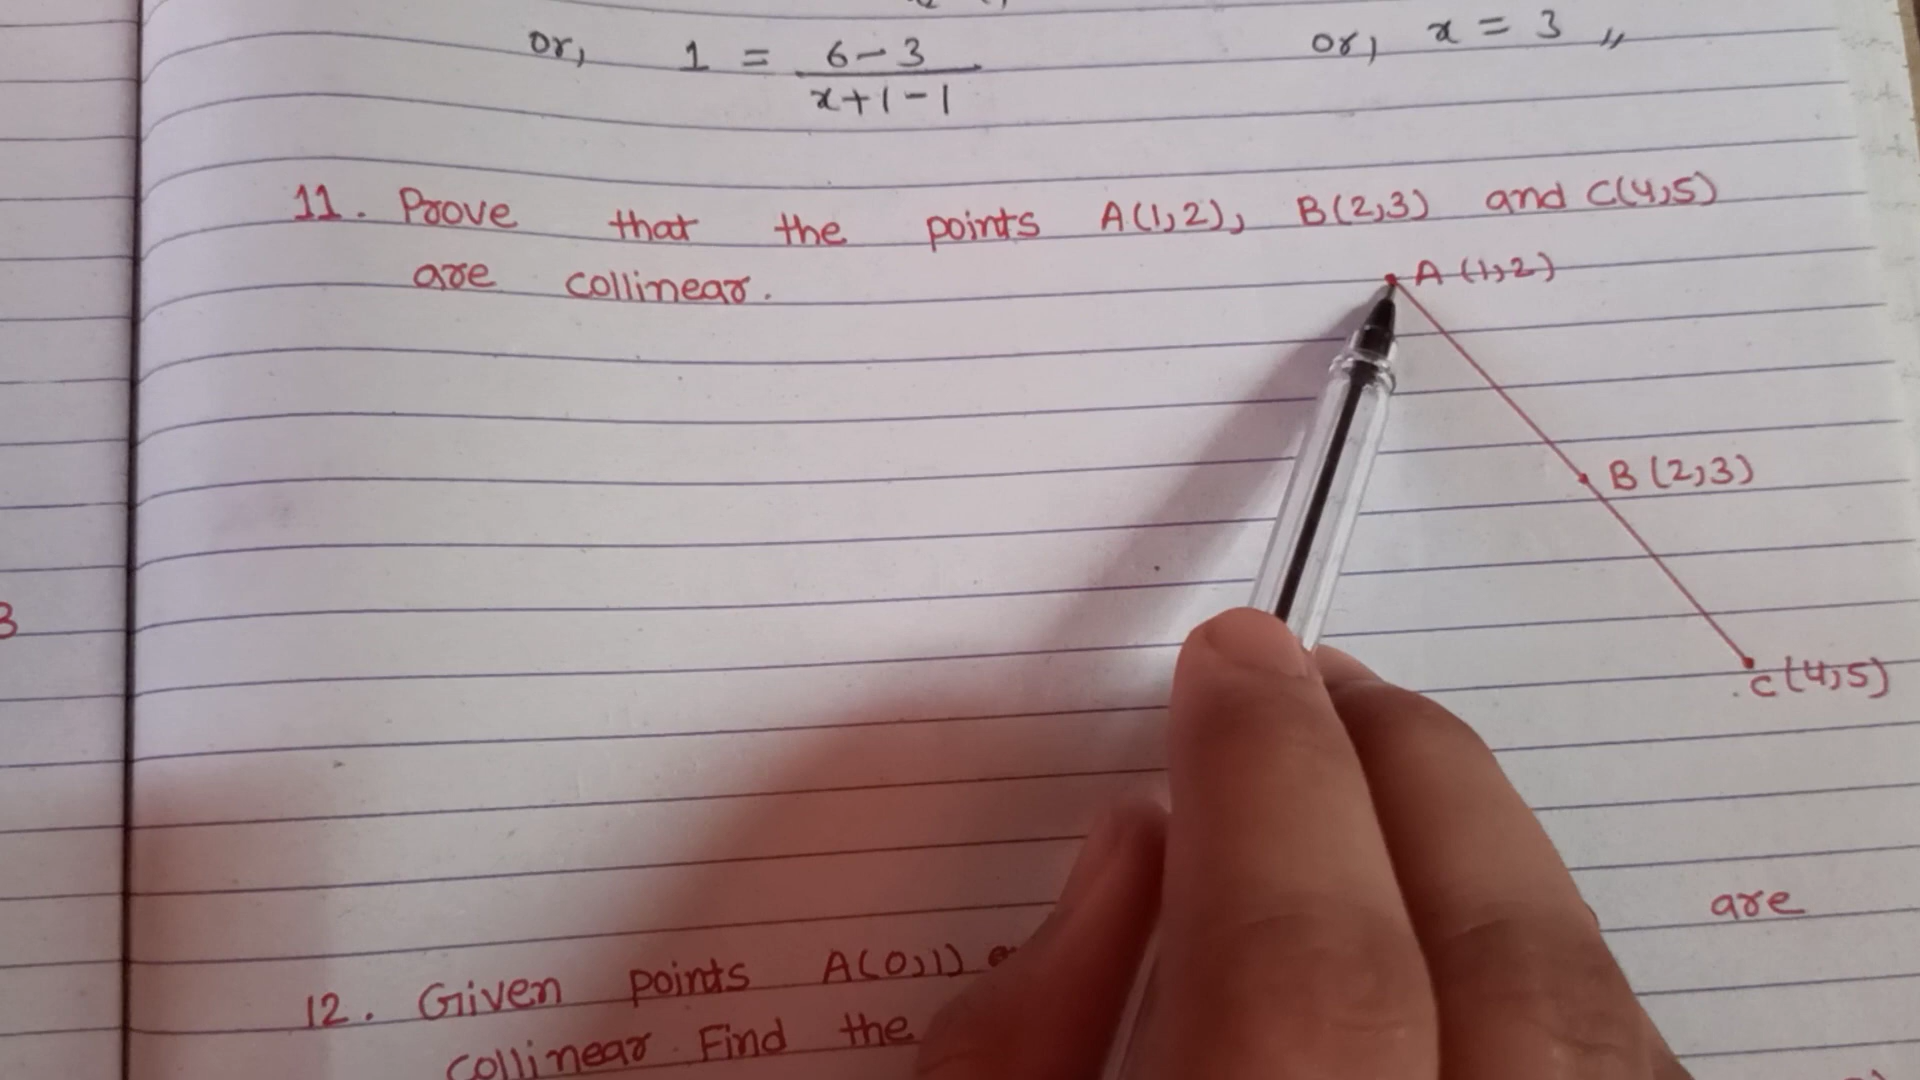 or, 1 = 6-3
x+1-1
or, x = 3 "
11. Prove that the points A(1,2), B(2,3) and C(4,5)
are collinear.
A (1,2)
B (2,3)
C (4,5)
3
are
12. Given points A(0,1)
collinear. Find the